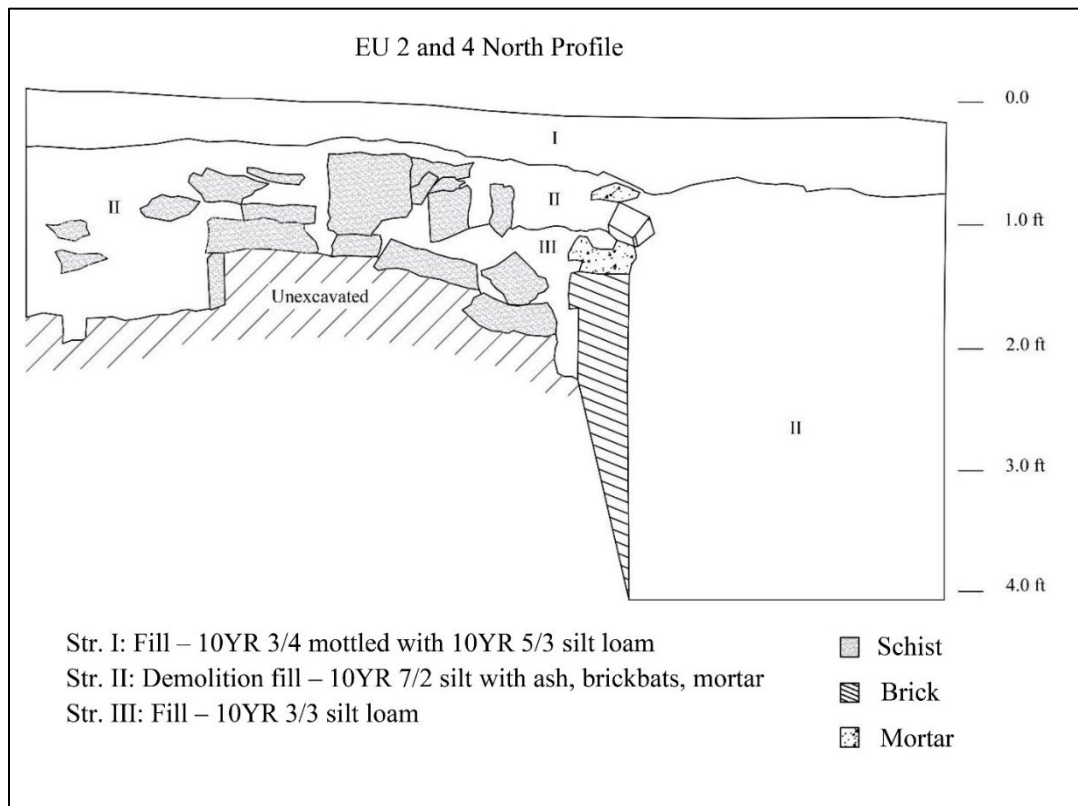 EU 2 and 4 North Profile
0.0
I
II
II
1.0 ft
III
Unexcavated
2.0 ft
II
3.0 ft
4.0 ft
Str. I: Fill – 10YR 3/4 mottled with 10YR 5/3 silt loam
Str. II: Demolition fill – 10YR 7/2 silt with ash, brickbats, mortar
Str. III: Fill – 10YR 3/3 silt loam
Schist
Brick
Mortar